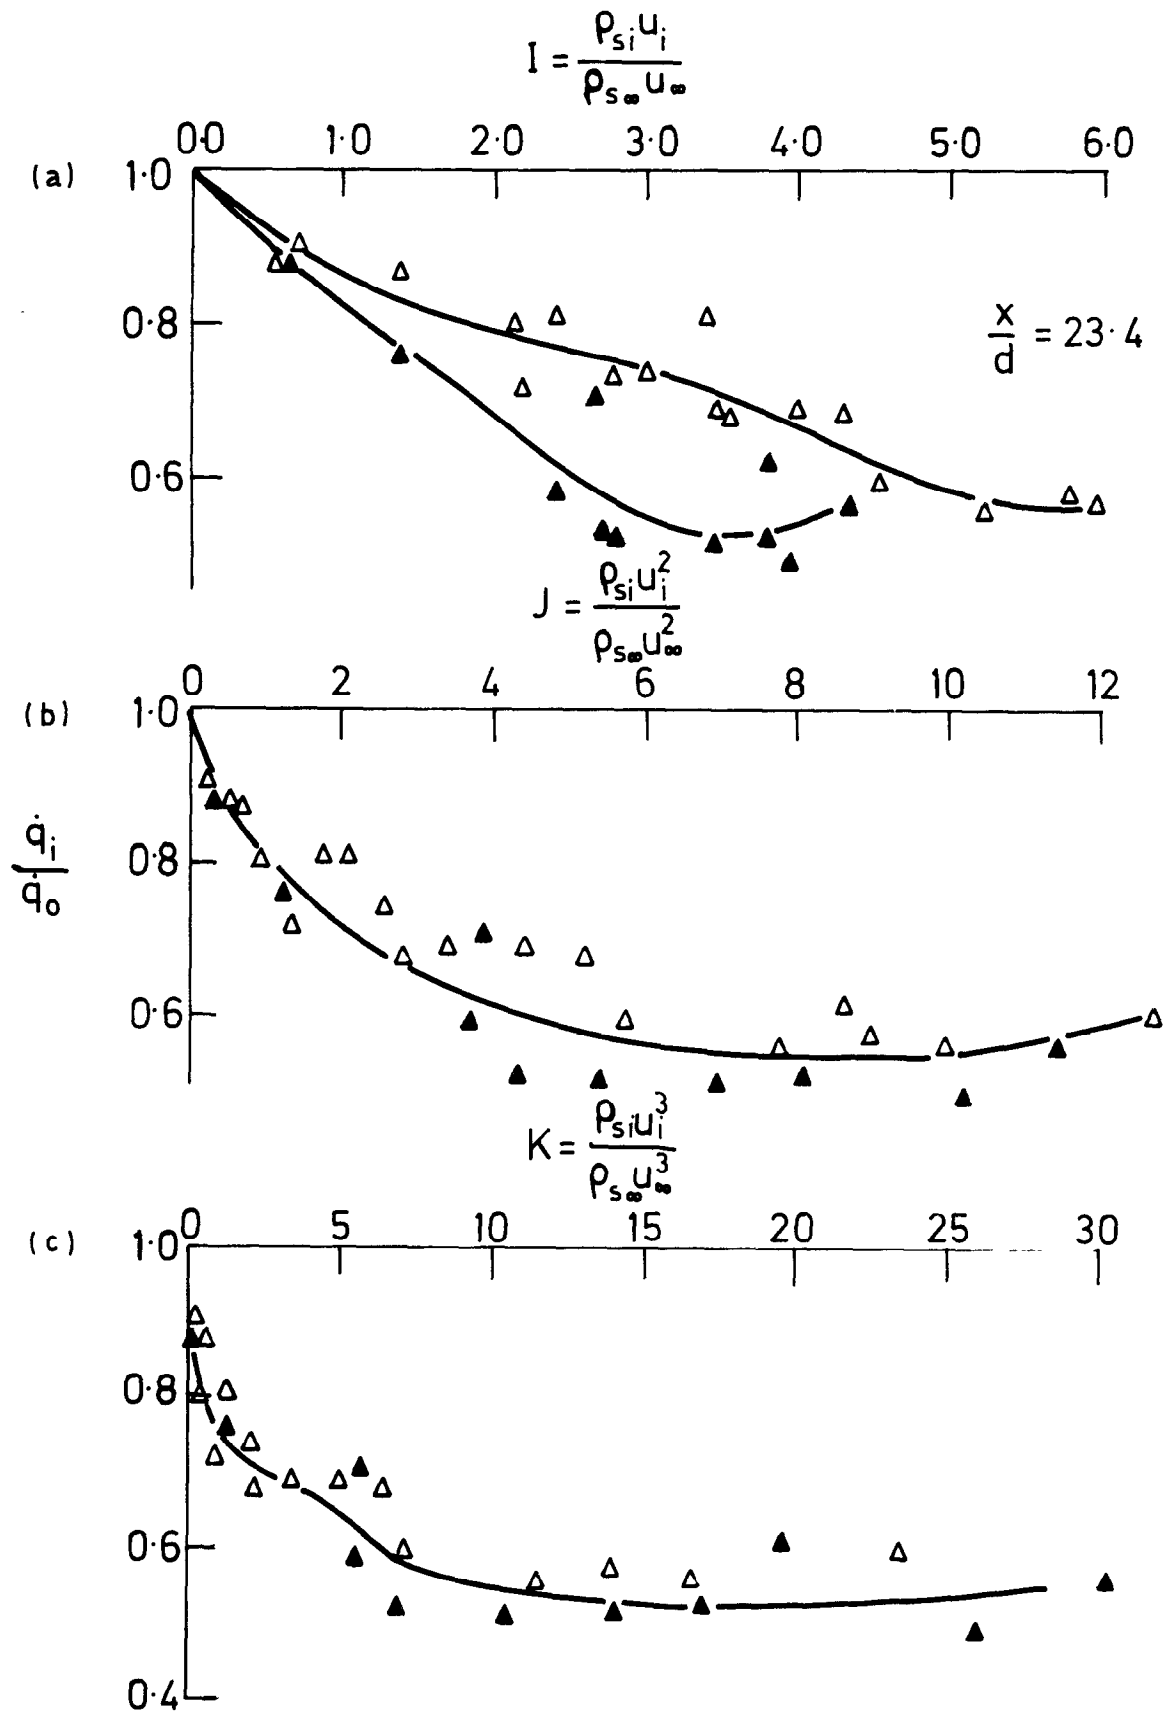 I = ρsi ui / ρs∞ u∞
0·0 1·0 2·0 3·0 4·0 5·0 6·0
(a) 1·0
0·8
x/d = 23·4
0·6
J = ρsi ui² / ρs∞ u∞²
0 2 4 6 8 10 12
(b) 1·0
0·8
q̇i / q̇o
0·6
K = ρsi ui³ / ρs∞ u∞³
0 5 10 15 20 25 30
(c) 1·0
0·8
0·6
0·4